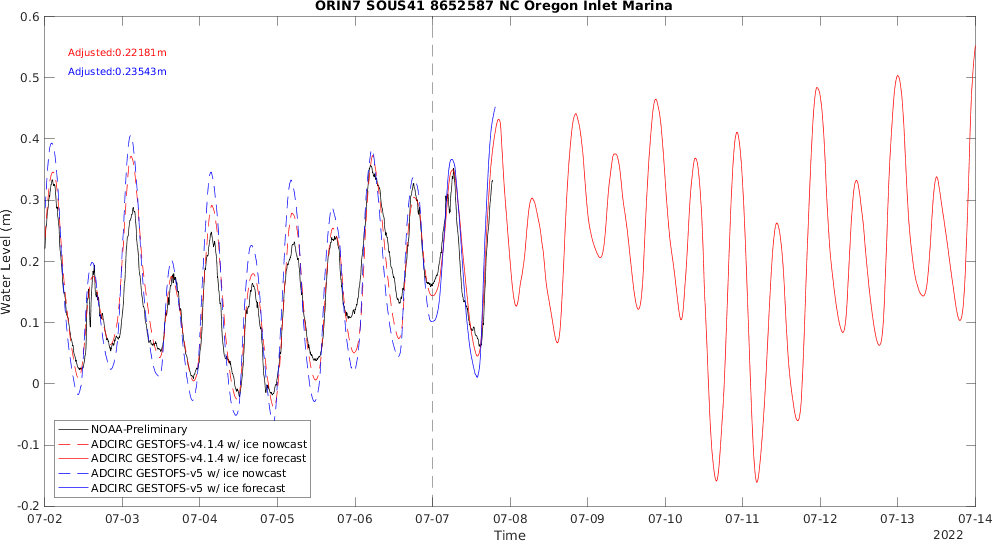 ORIN7 SOUS41 8652587 NC Oregon Inlet Marina
0.6
0.5
0.4
0.3
0.2
0.1
0
-0.1
-0.2
Water Level (m)
Adjusted:0.22181m
Adjusted:0.23543m
NOAA-Preliminary
ADCIRC GESTOFS-v4.1.4 w/ ice nowcast
ADCIRC GESTOFS-v4.1.4 w/ ice forecast
ADCIRC GESTOFS-v5 w/ ice nowcast
ADCIRC GESTOFS-v5 w/ ice forecast
07-02 07-03 07-04 07-05 07-06 07-07 07-08 07-09 07-10 07-11 07-12 07-13 07-14
Time
2022